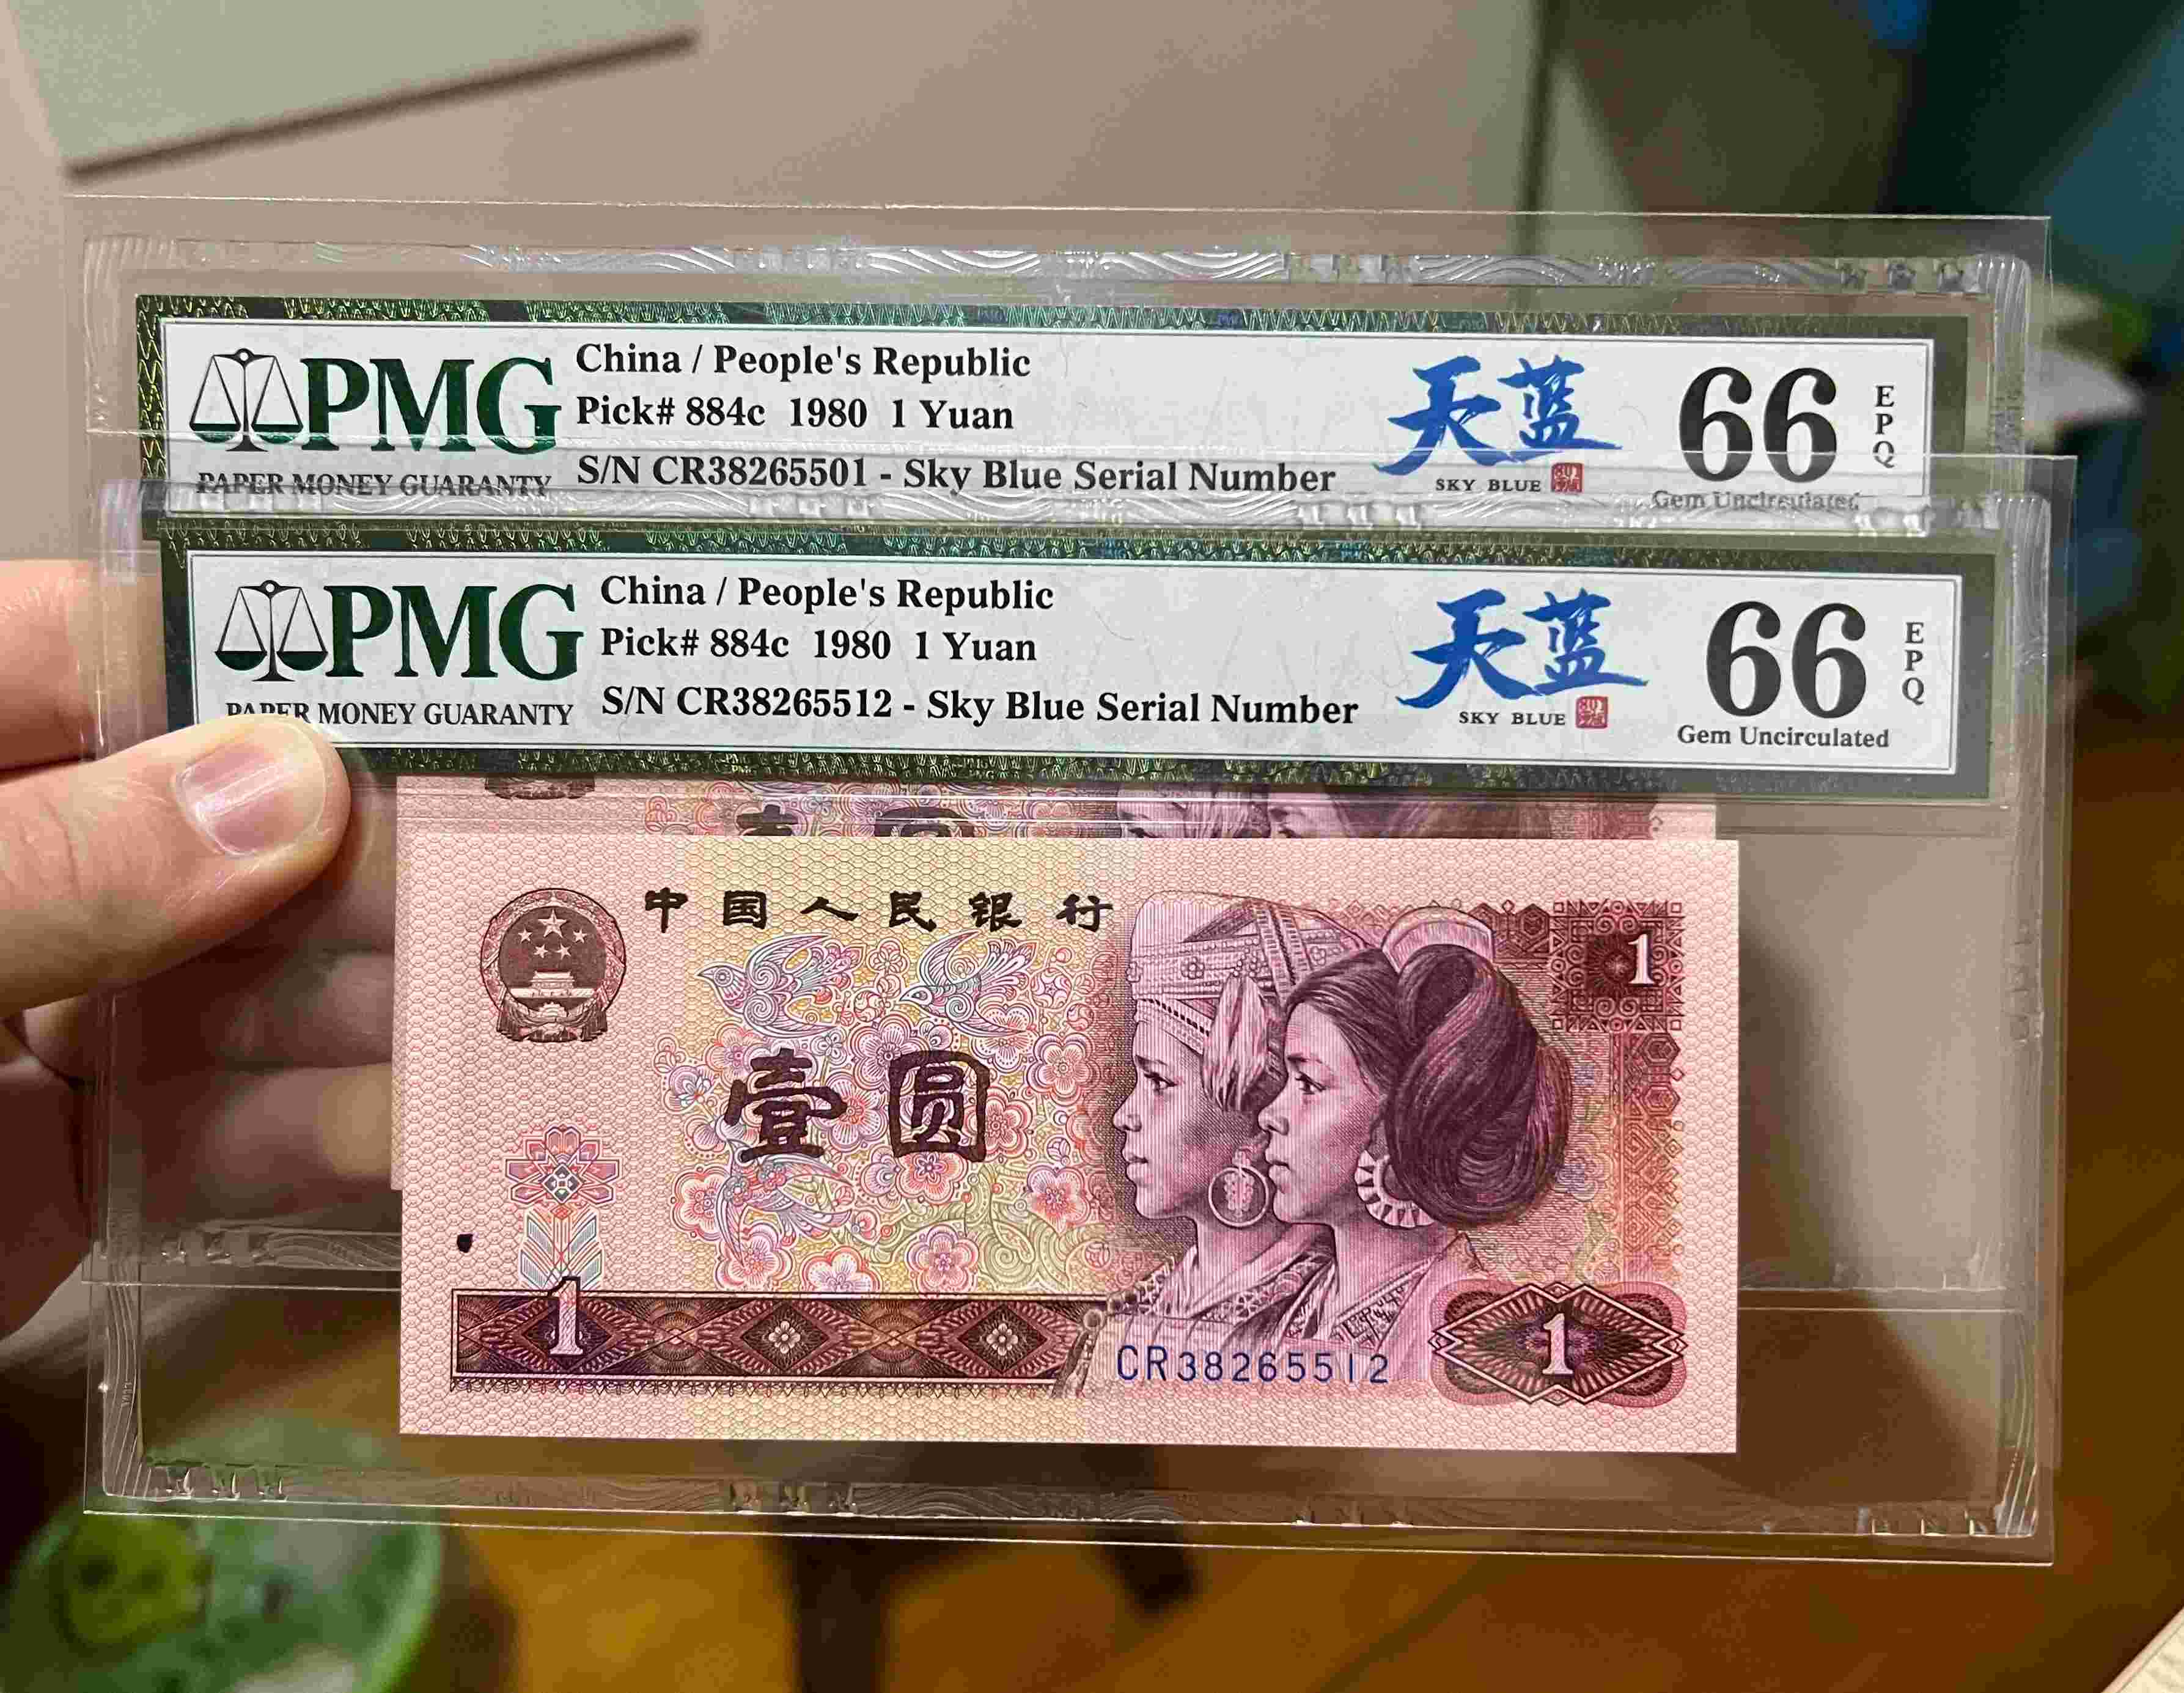 PMG
PAPER MONEY GUARANTY
China / People's Republic
Pick# 884c 1980 1 Yuan
S/N CR38265501 - Sky Blue Serial Number
天蓝
SKY BLUE
66
EPQ
Gem Uncirculated
PMG
PAPER MONEY GUARANTY
China / People's Republic
Pick# 884c 1980 1 Yuan
S/N CR38265512 - Sky Blue Serial Number
天蓝
SKY BLUE
66
EPQ
Gem Uncirculated
中国人民银行
1
壹圆
1
CR38265512
1